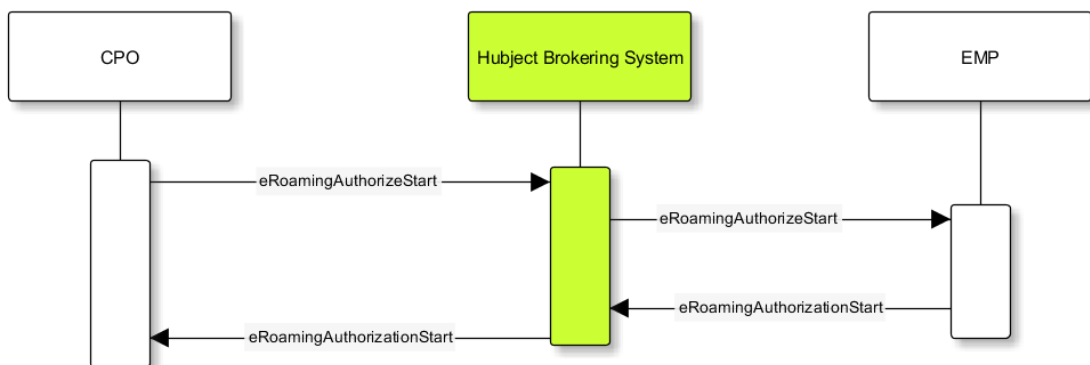 CPO
Hubject Brokering System
EMP
eRoamingAuthorizeStart
eRoamingAuthorizeStart
eRoamingAuthorizationStart
eRoamingAuthorizationStart